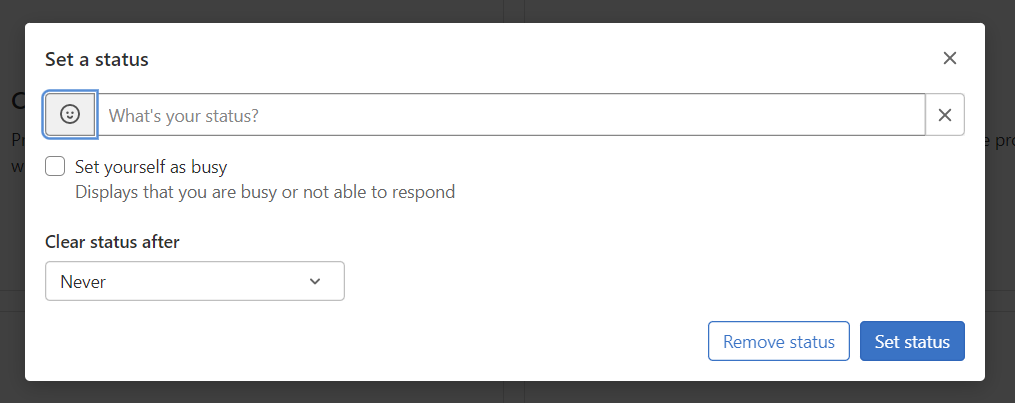 Set a status
What's your status?
Set yourself as busy
Displays that you are busy or not able to respond
Clear status after
Never
Remove status
Set status